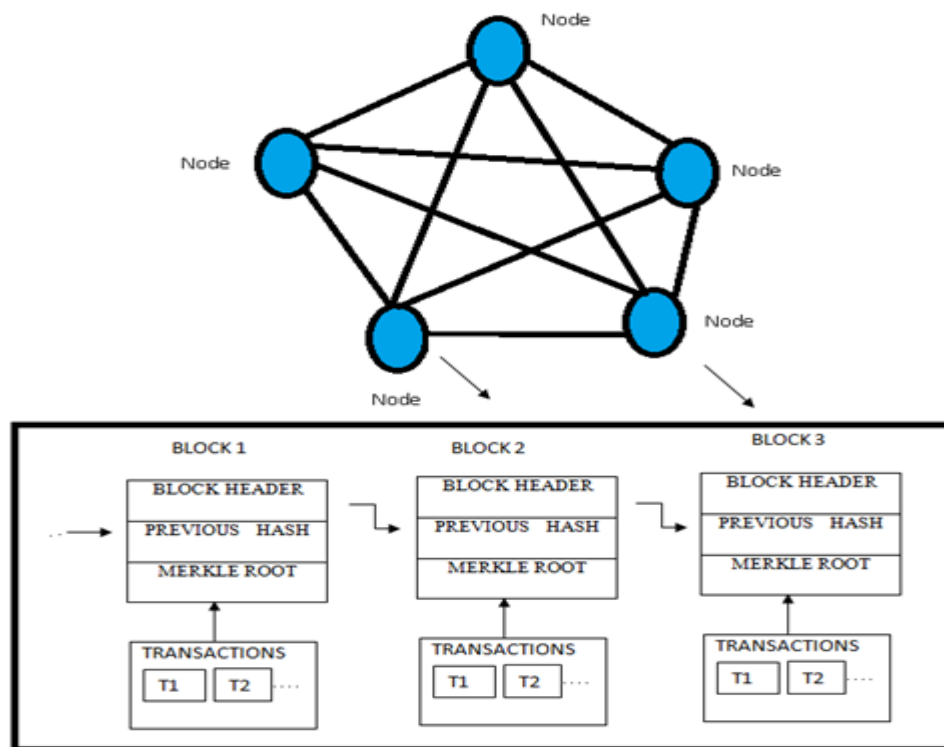 Node
Node
Node
Node
Node
BLOCK 1
BLOCK 2
BLOCK 3
BLOCK HEADER
PREVIOUS HASH
MERKLE ROOT
BLOCK HEADER
PREVIOUS HASH
MERKLE ROOT
BLOCK HEADER
PREVIOUS HASH
MERKLE ROOT
TRANSACTIONS
T1 T2 ....
TRANSACTIONS
T1 T2 ....
TRANSACTIONS
T1 T2 ....